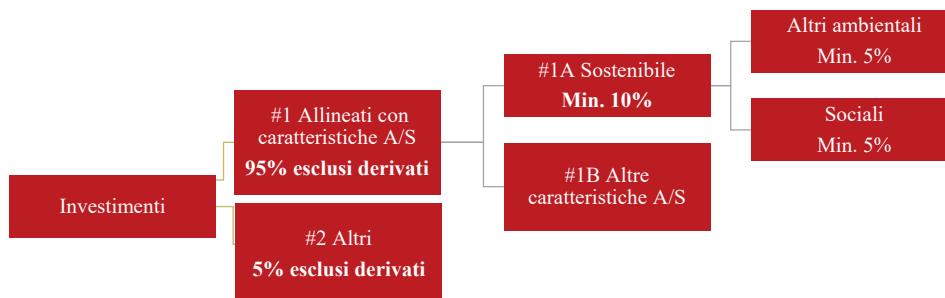 Investimenti
#1 Allineati con
caratteristiche A/S
95% esclusi derivati
#2 Altri
5% esclusi derivati
#1A Sostenibile
Min. 10%
#1B Altre
caratteristiche A/S
Altri ambientali
Min. 5%
Sociali
Min. 5%